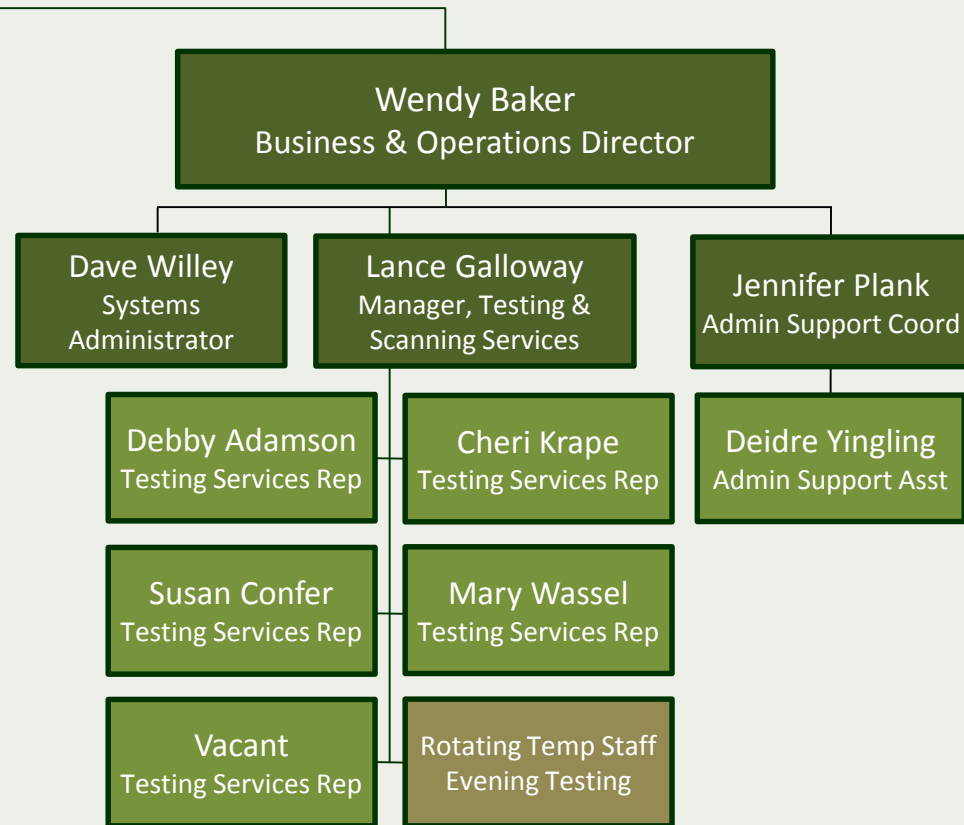 Wendy Baker
Business & Operations Director
Dave Willey
Systems
Administrator
Lance Galloway
Manager, Testing &
Scanning Services
Jennifer Plank
Admin Support Coord
Debby Adamson
Testing Services Rep
Cheri Krape
Testing Services Rep
Deidre Yingling
Admin Support Asst
Susan Confer
Testing Services Rep
Mary Wassel
Testing Services Rep
Vacant
Testing Services Rep
Rotating Temp Staff
Evening Testing